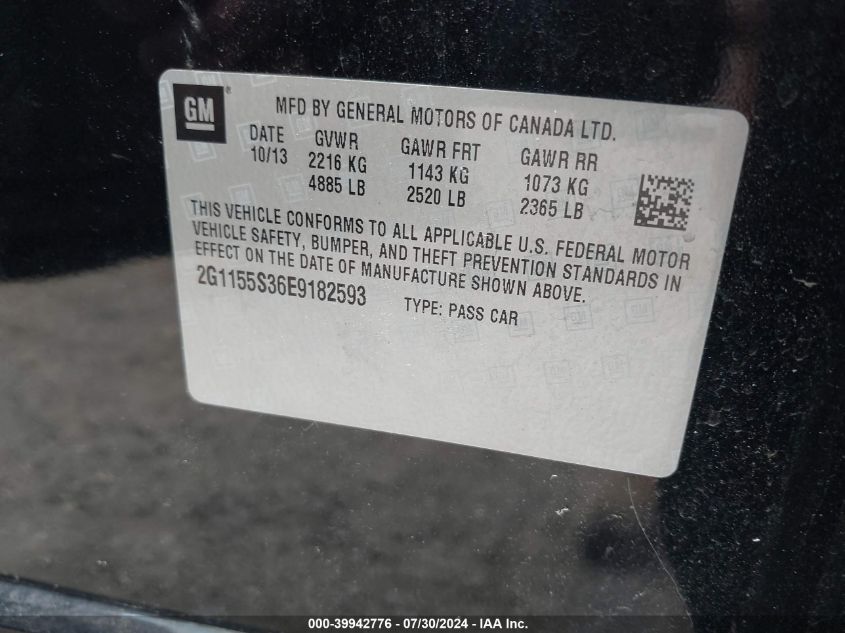 GM®
MFD BY GENERAL MOTORS OF CANADA LTD.
DATE GVWR GAWR FRT GAWR RR
10/13 2216 KG 1143 KG 1073 KG
4885 LB 2520 LB 2365 LB
THIS VEHICLE CONFORMS TO ALL APPLICABLE U.S. FEDERAL MOTOR
VEHICLE SAFETY, BUMPER, AND THEFT PREVENTION STANDARDS IN
EFFECT ON THE DATE OF MANUFACTURE SHOWN ABOVE.
2G1155S36E9182593 TYPE: PASS CAR
000-39942776 - 07/30/2024 - IAA Inc.